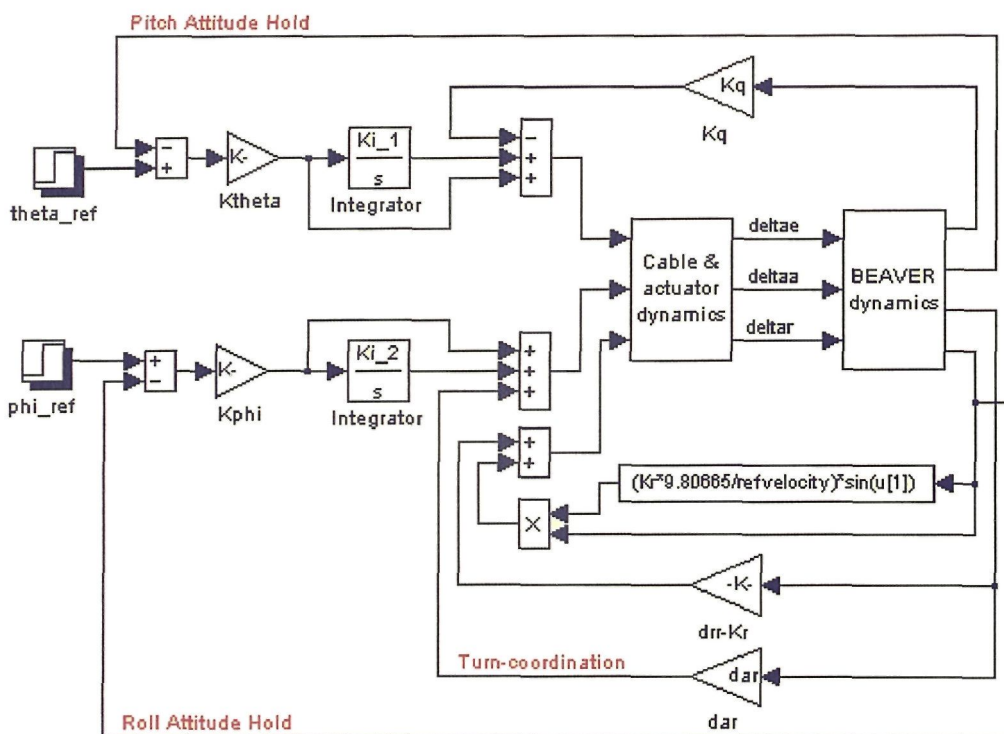 Pitch Attitude Hold
Kq
Kq
theta_ref
−
+
K-
Ktheta
Ki_1
s
Integrator
−
+
+
Cable &
actuator
dynamics
deltae
deltaa
deltar
BEAVER
dynamics
phi_ref
+
−
K-
Kphi
Ki_2
s
Integrator
+
+
+
+
+
(Kr*9.80665/refvelocity)*sin(u[1])
X
-K-
drr-Kr
Turn-coordination
dar
dar
Roll Attitude Hold